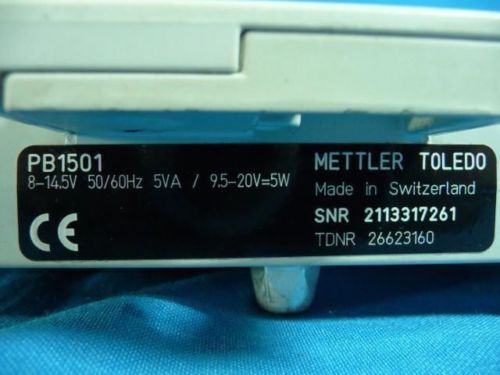 PB1501
8-14.5V 50/60Hz 5VA / 9.5-20V=5W
CE
METTLER TOLEDO
Made in Switzerland
SNR 2113317261
TDNR 26623160